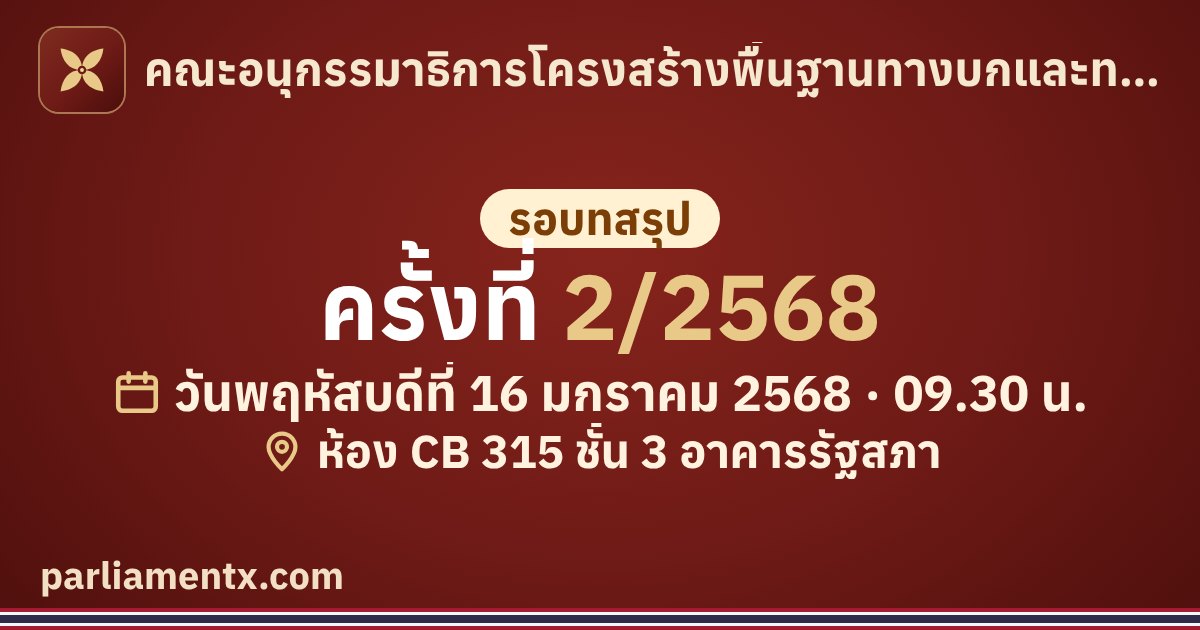 คณะอนุกรรมาธิการโครงสร้างพื้นฐานทางบกและท...
รอบทสรุป
ครั้งที่ 2/2568
วันพฤหัสบดีที่ 16 มกราคม 2568 · 09.30 น.
ห้อง CB 315 ชั้น 3 อาคารรัฐสภา
parliamentx.com